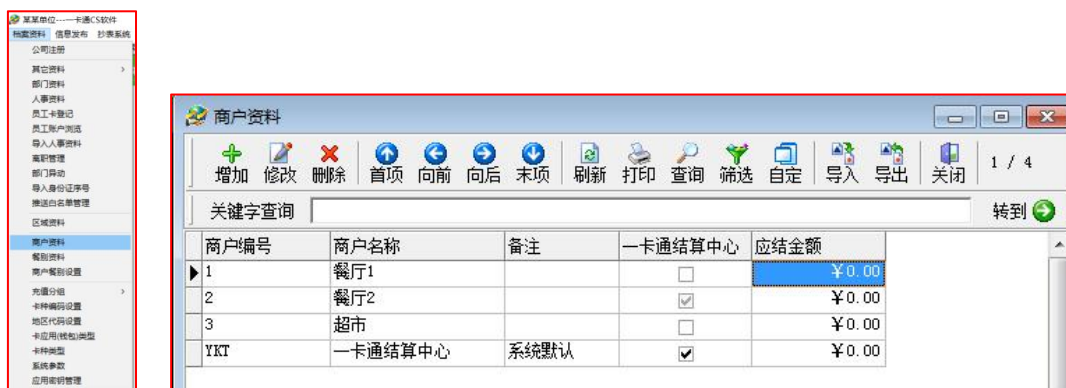 某某单位-----一卡通CS软件
档案资料 信息发布 抄表系统
公司注册
其它资料 >
部门资料
人事资料
员工卡登记
员工账户浏览
导入人事资料
离职管理
部门异动
导入身份证序号
推送白名单管理
区域资料
商户资料
餐别资料
商户餐别设置
充值分组 >
卡种编码设置
地区代码设置
卡应用(钱包)类型
卡种类型
系统参数
应用密钥管理
商户资料
增加 修改 删除 首项 向前 向后 末项 刷新 打印 查询 筛选 自定 导入 导出 关闭 1 / 4
关键字查询 转到
商户编号 商户名称 备注 一卡通结算中心 应结金额
1 餐厅1 ¥0.00
2 餐厅2 ¥0.00
3 超市 ¥0.00
YKT 一卡通结算中心 系统默认 ¥0.00